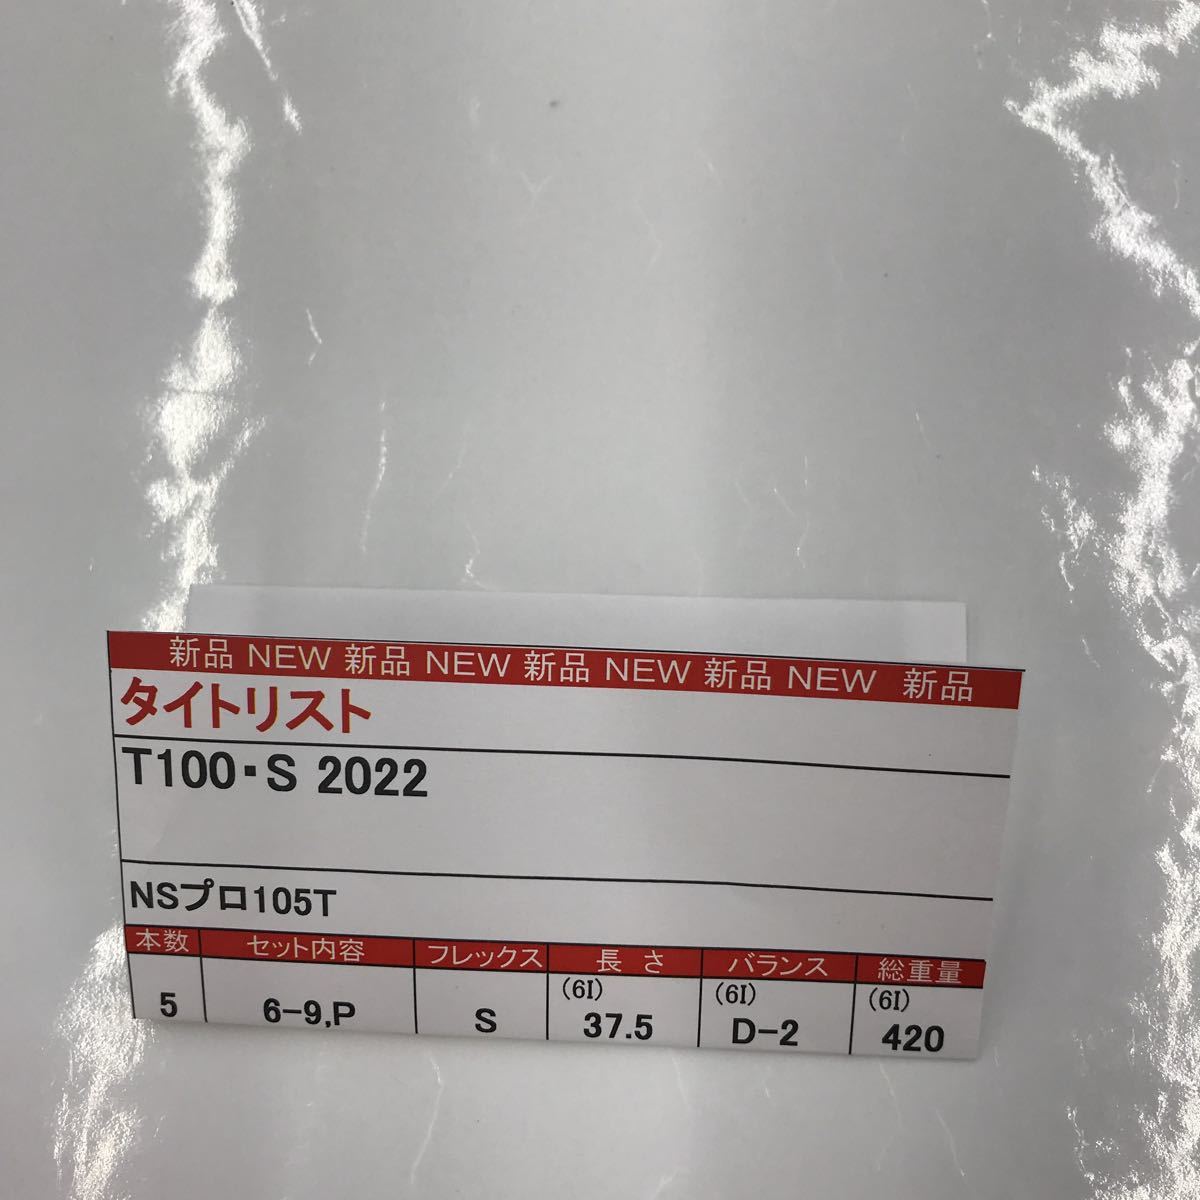 新品 NEW 新品 NEW 新品 NEW 新品 NEW 新品
タイトリスト
T100・S 2022
NSプロ105T
本数 セット内容 フレックス 長さ バランス 総重量
(6I) (6I) (6I)
5 6-9,P S 37.5 D-2 420